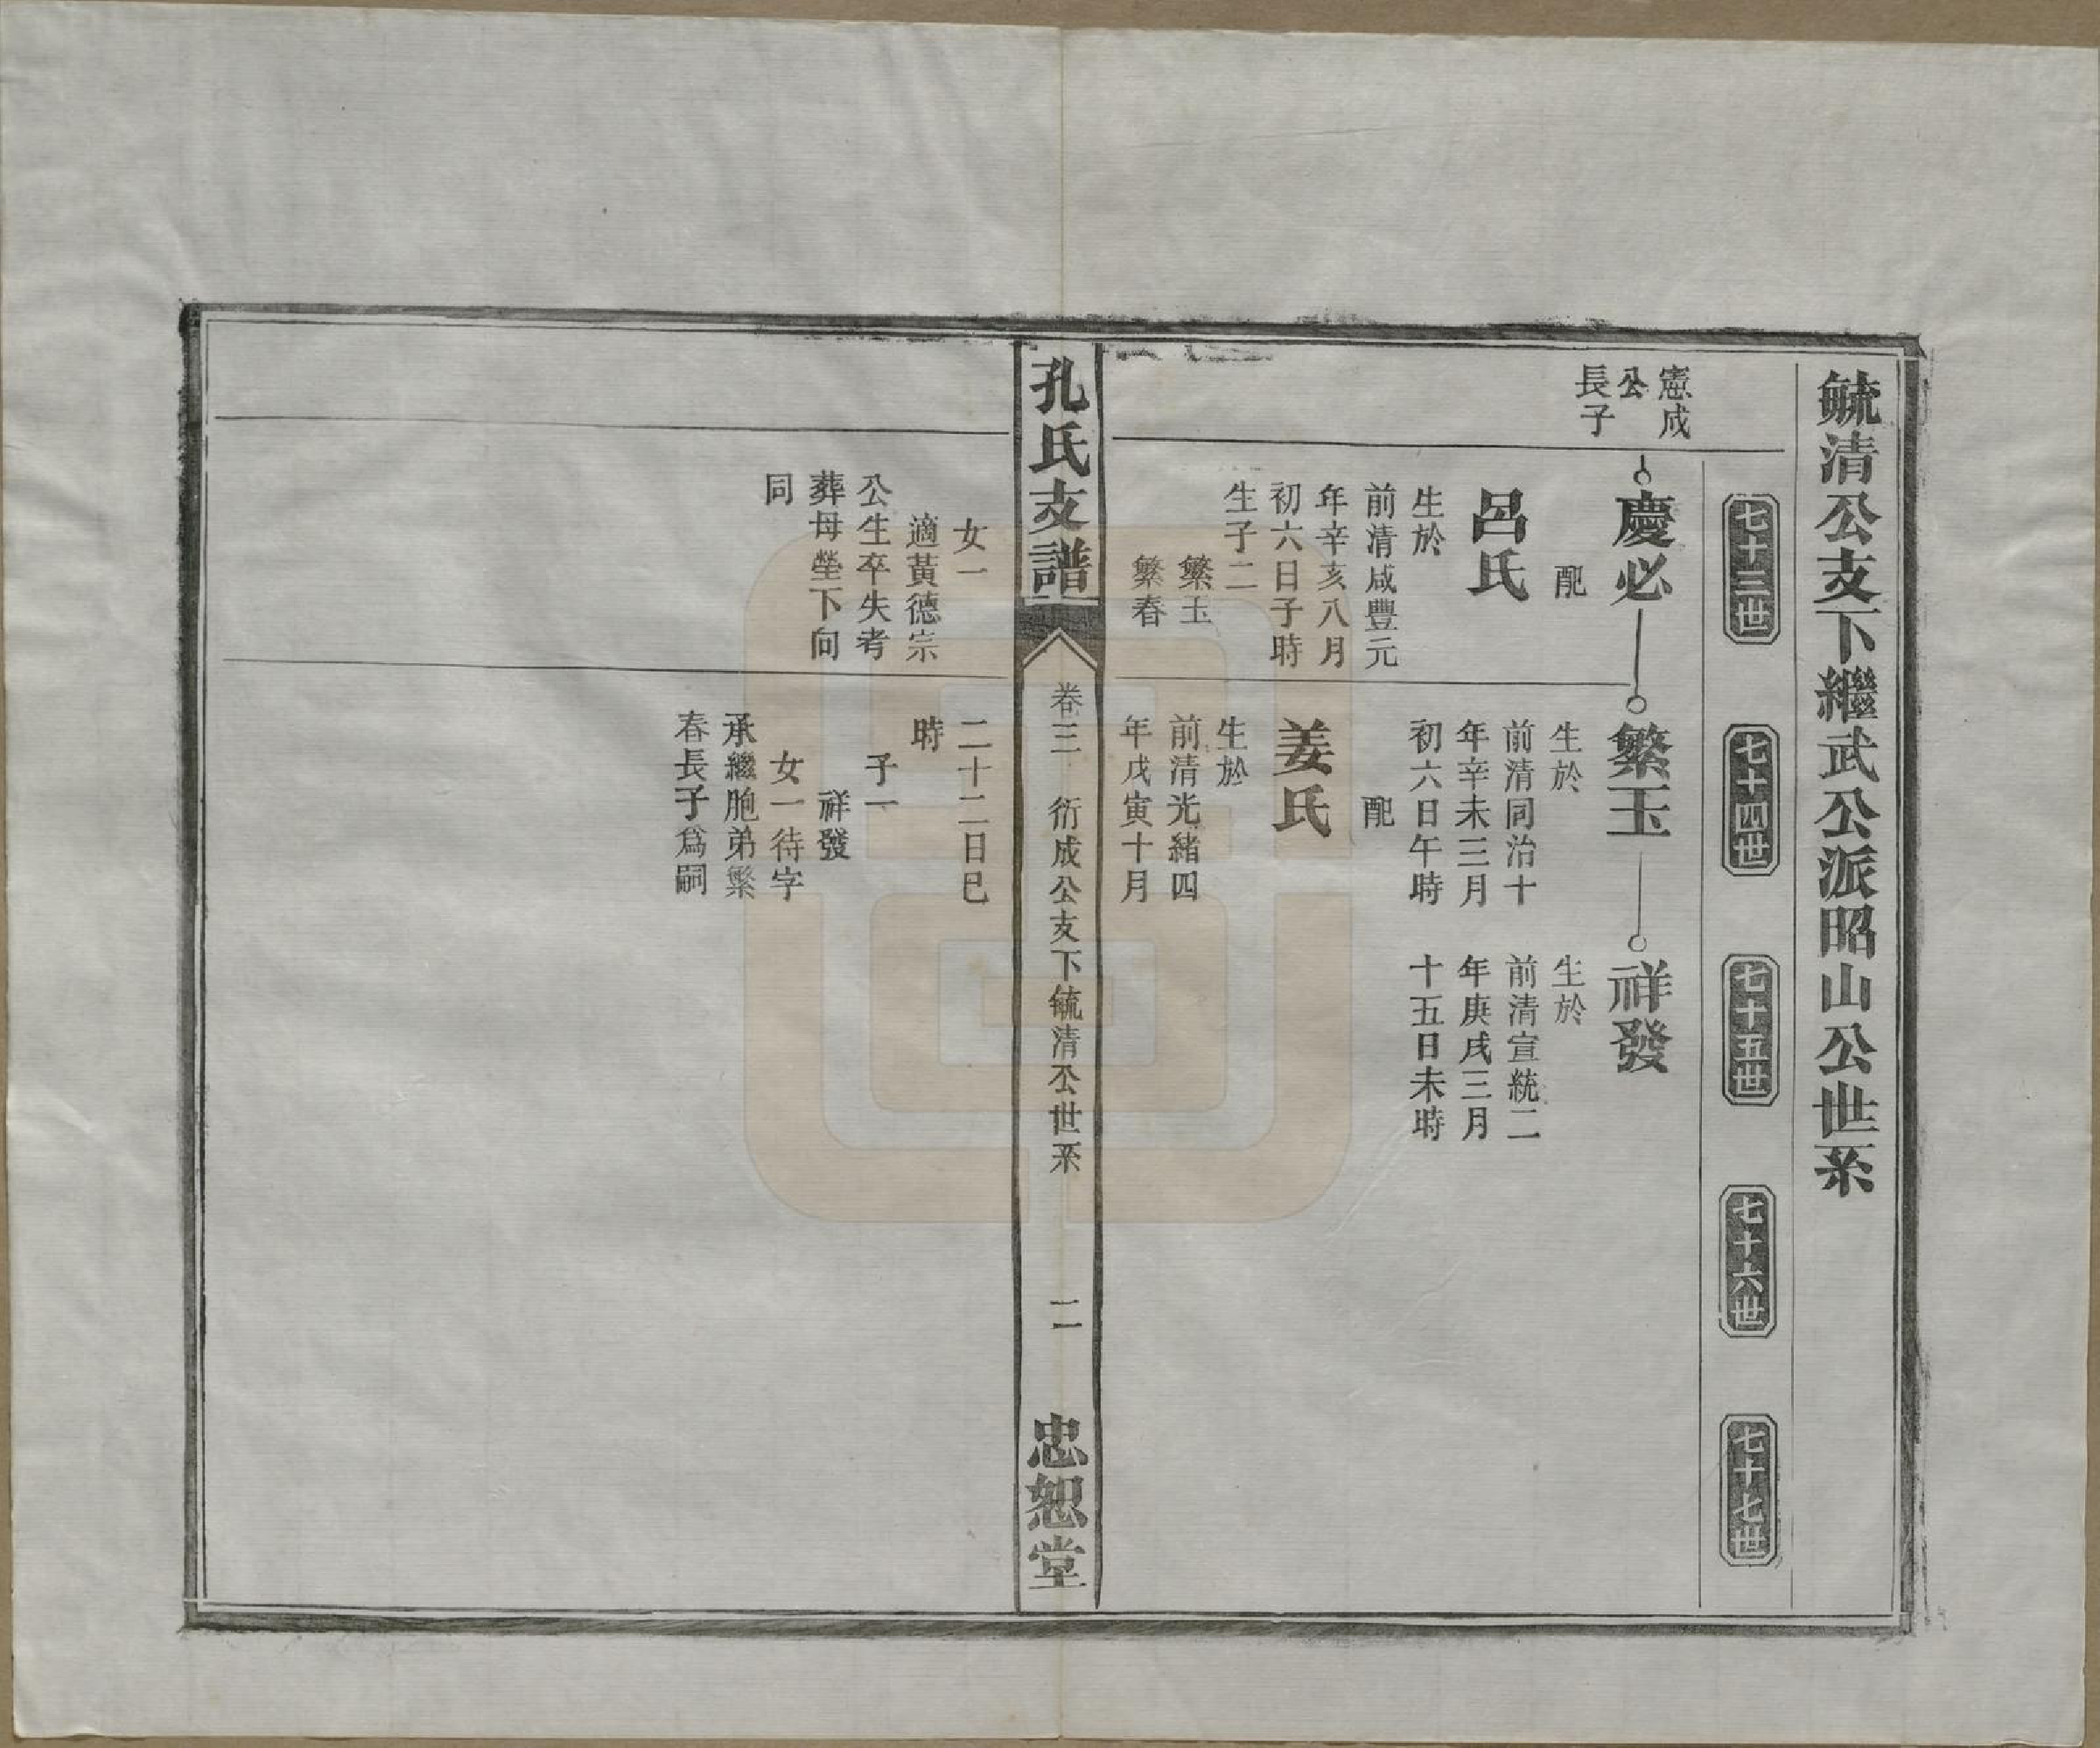 毓清公支下繼武公派昭山公世系
七十三世
七十四世
七十五世
七十六世
七十七世
憲成
公
長子
慶必
配
呂氏
生於
前清咸豐元
年辛亥八月
初六日子時
生子二
繁玉
繁春
繁玉
生於
前清同治十
年辛未三月
初六日午時
配
姜氏
生於
前清光緒四
年戊寅十月
祥發
生於
前清宣統二
年庚戌三月
十五日未時
孔氏支譜
卷三 衍成公支下毓清公世系
二
忠恕堂
女一
適黃德宗
公生卒失考
葬母塋下向
同
二十二日巳
時
子一
祥發
女一待字
承繼胞弟繁
春長子爲嗣